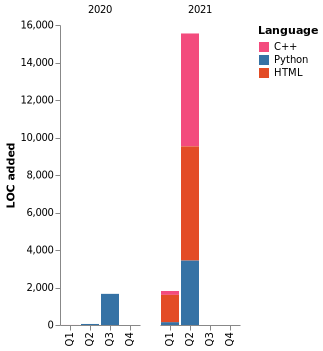 2020 2021
Language
C++
Python
HTML
LOC added
16,000
14,000
12,000
10,000
8,000
6,000
4,000
2,000
0
Q1 Q2 Q3 Q4 Q1 Q2 Q3 Q4